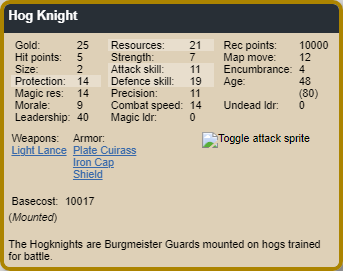 Hog Knight
Gold: 25 Resources: 21 Rec points: 10000
Hit points: 5 Strength: 7 Map move: 12
Size: 2 Attack skill: 11 Encumbrance: 4
Protection: 14 Defence skill: 19 Age: 48
Magic res: 14 Precision: 11 (80)
Morale: 9 Combat speed: 14 Undead ldr: 0
Leadership: 40 Magic ldr: 0
Weapons: Armor: Toggle attack sprite
Light Lance Plate Cuirass
Iron Cap
Shield
Basecost: 10017
(Mounted)
The Hogknights are Burgmeister Guards mounted on hogs trained
for battle.